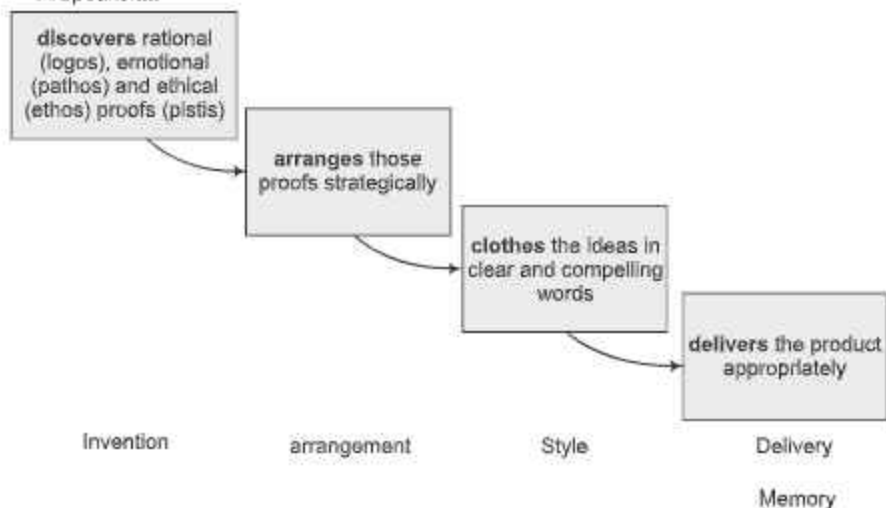 discovers rational
(logos), emotional
(pathos) and ethical
(ethos) proofs (pistis)
arranges those
proofs strategically
clothes the ideas in
clear and compelling
words
delivers the product
appropriately
Invention
arrangement
Style
Delivery
Memory